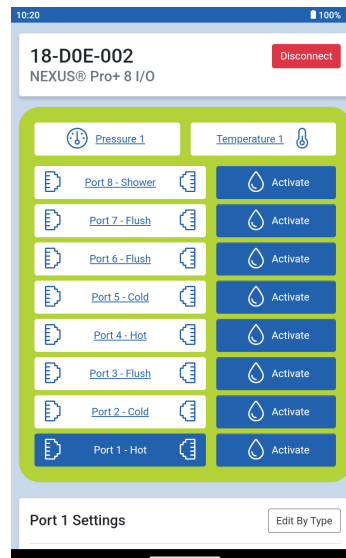 10:20 100%
18-D0E-002 Disconnect
NEXUS® Pro+ 8 I/O
Pressure 1 Temperature 1
Port 8 - Shower Activate
Port 7 - Flush Activate
Port 6 - Flush Activate
Port 5 - Cold Activate
Port 4 - Hot Activate
Port 3 - Flush Activate
Port 2 - Cold Activate
Port 1 - Hot Activate
Port 1 Settings Edit By Type